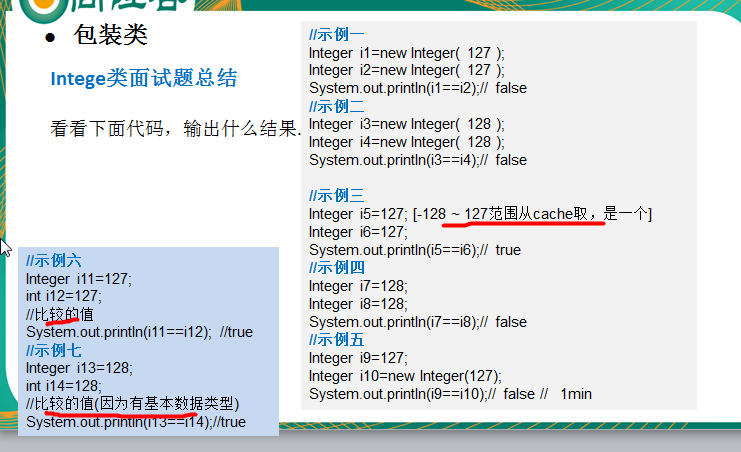 ● 包装类
Intege类面试题总结
看看下面代码，输出什么结果.
//示例一
Integer i1=new Integer( 127 );
Integer i2=new Integer( 127 );
System.out.println(i1==i2);// false
//示例二
Integer i3=new Integer( 128 );
Integer i4=new Integer( 128 );
System.out.println(i3==i4);// false
//示例三
Integer i5=127; [-128 ~ 127范围从cache取，是一个]
Integer i6=127;
System.out.println(i5==i6);// true
//示例四
Integer i7=128;
Integer i8=128;
System.out.println(i7==i8);// false
//示例五
Integer i9=127;
Integer i10=new Integer(127);
System.out.println(i9==i10);// false // 1min
//示例六
Integer i11=127;
int i12=127;
//比较的值
System.out.println(i11==i12); //true
//示例七
Integer i13=128;
int i14=128;
//比较的值(因为有基本数据类型)
System.out.println(i13==i14);//true